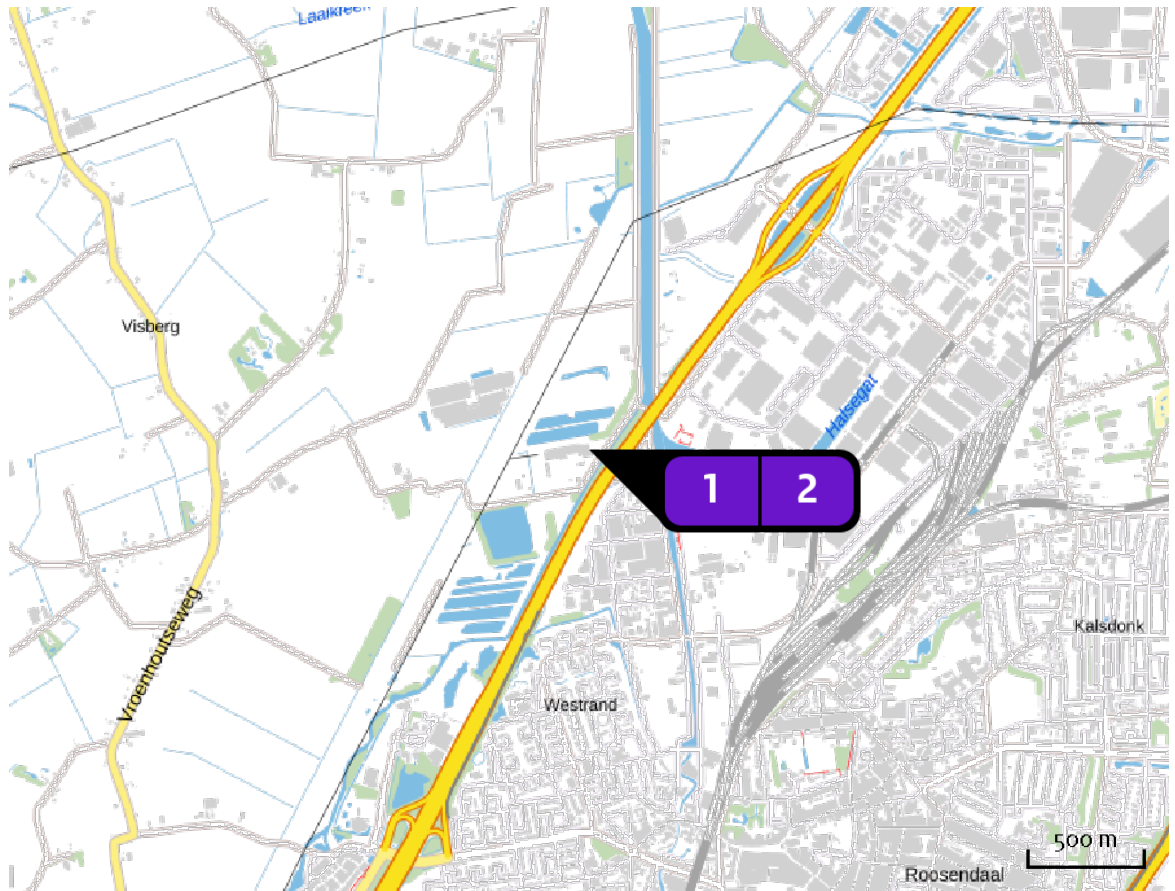 Visberg
Halsegat
1 2
Vroenhoutseweg
Kalsdonk
Westrand
500 m
Roosendaal